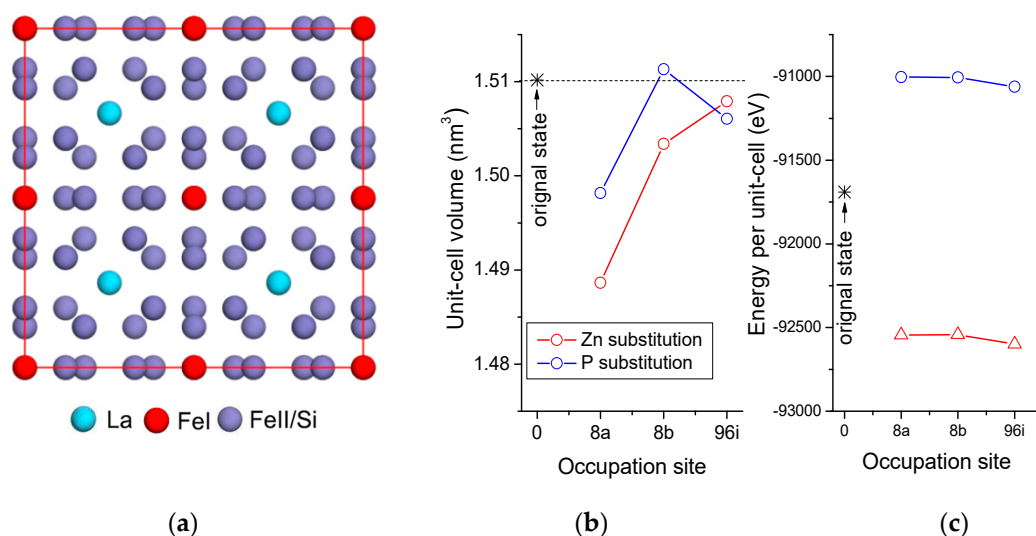 La FeI FeII/Si
(a)
Unit-cell volume (nm³)
1.51
1.50
1.49
1.48
orignal state
Zn substitution
P substitution
0 8a 8b 96i
Occupation site
(b)
Energy per unit-cell (eV)
-91000
-91500
-92000
-92500
-93000
orignal state
0 8a 8b 96i
Occupation site
(c)